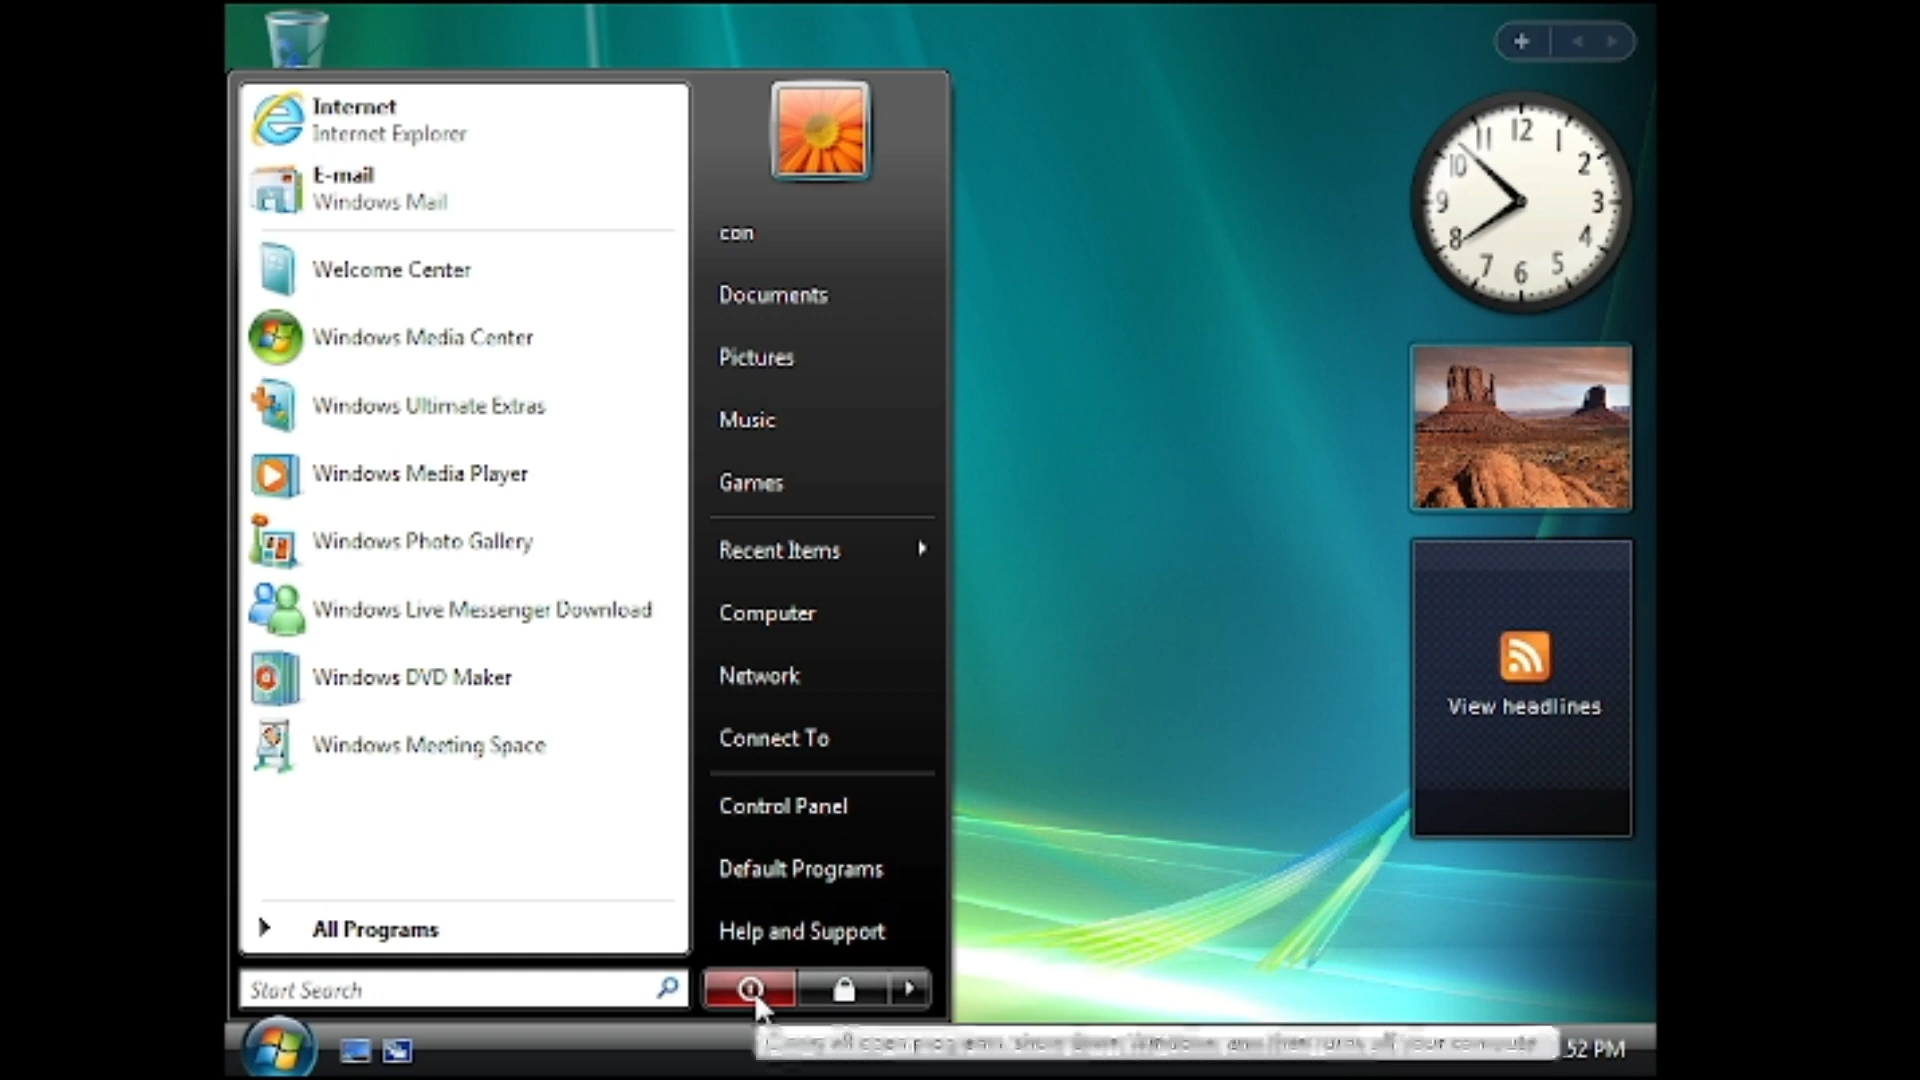 Internet
Internet Explorer
E-mail
Windows Mail
Welcome Center
Windows Media Center
Windows Ultimate Extras
Windows Media Player
Windows Photo Gallery
Windows Live Messenger Download
Windows DVD Maker
Windows Meeting Space
All Programs
Start Search
con
Documents
Pictures
Music
Games
Recent Items
Computer
Network
Connect To
Control Panel
Default Programs
Help and Support
12
1
2
3
4
5
6
7
8
9
10
11
View headlines
52 PM